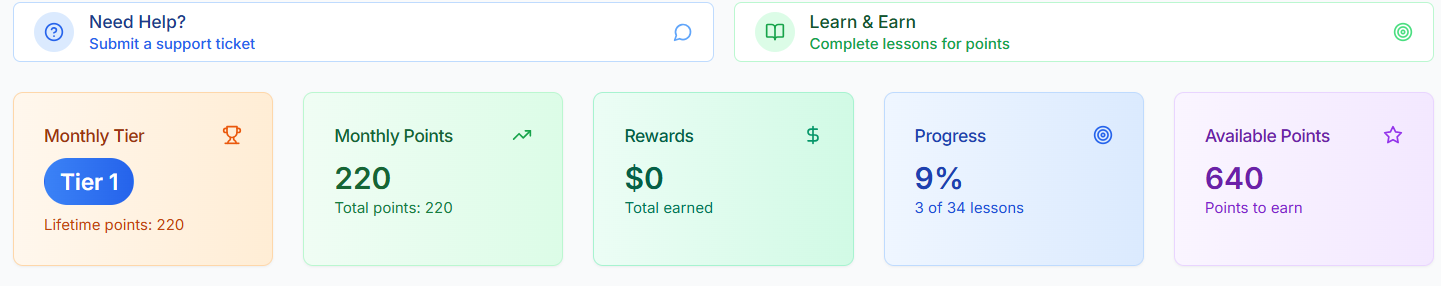 Need Help?
Submit a support ticket
Learn & Earn
Complete lessons for points
Monthly Tier
Tier 1
Lifetime points: 220
Monthly Points
220
Total points: 220
Rewards
$0
Total earned
Progress
9%
3 of 34 lessons
Available Points
640
Points to earn